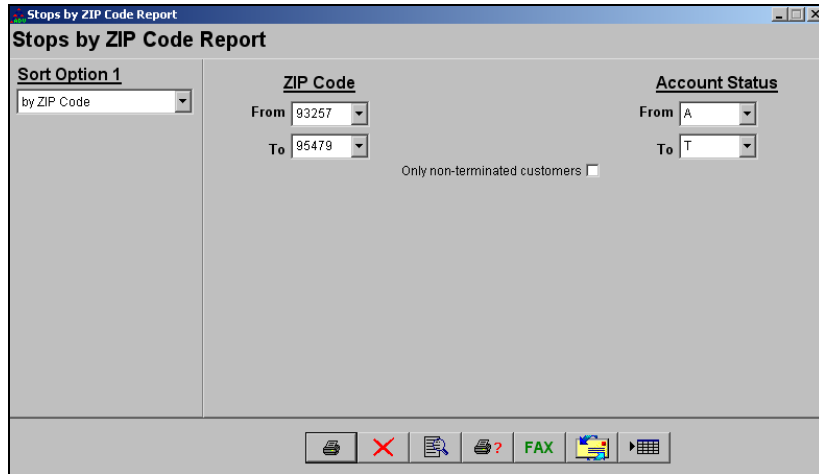 Stops by ZIP Code Report
Stops by ZIP Code Report
Sort Option 1
by ZIP Code
ZIP Code
From 93257
To 95479
Only non-terminated customers
Account Status
From A
To T
? FAX